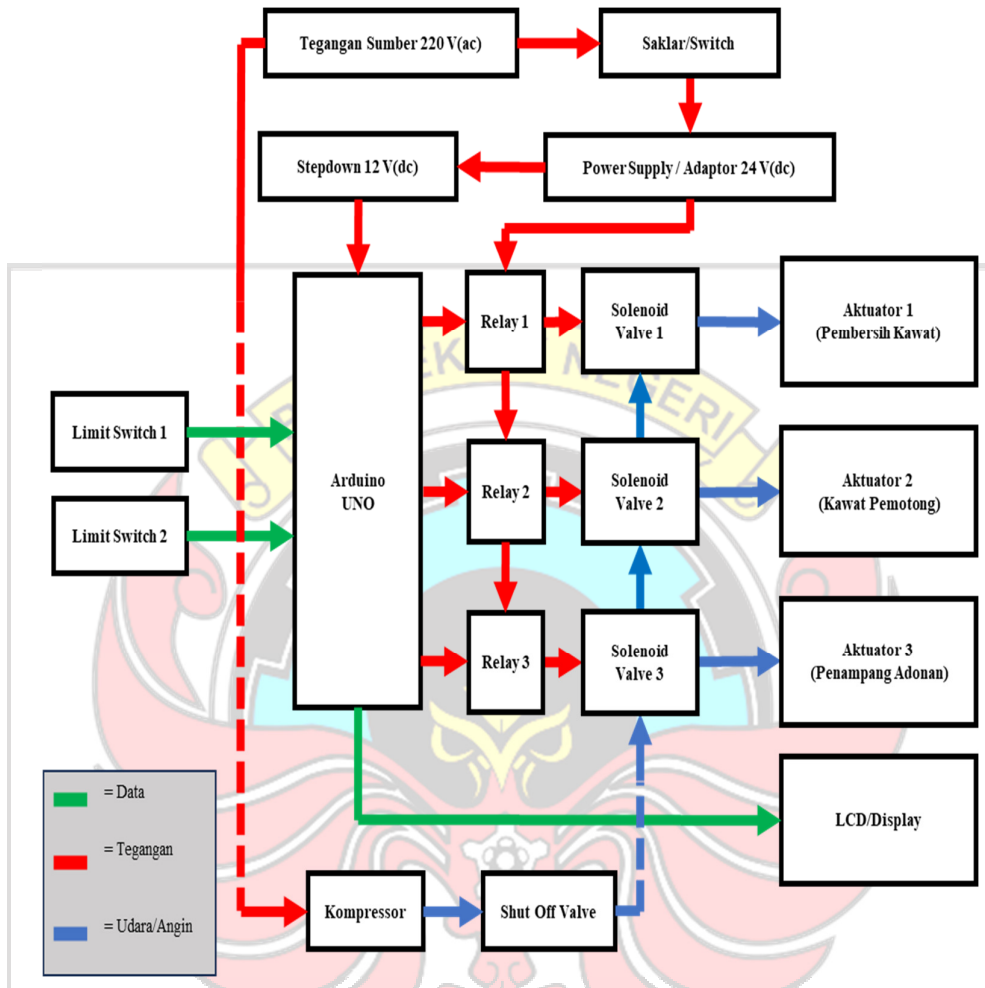 Tegangan Sumber 220 V(ac)
Saklar/Switch
Stepdown 12 V(dc)
Power Supply / Adaptor 24 V(dc)
Relay 1
Solenoid
Valve 1
Aktuator 1
(Pembersih Kawat)
NEGERI
Limit Switch 1
Arduino
UNO
Relay 2
Solenoid
Valve 2
Aktuator 2
(Kawat Pemotong)
Limit Switch 2
Relay 3
Solenoid
Valve 3
Aktuator 3
(Penampang Adonan)
= Data
= Tegangan
= Udara/Angin
LCD/Display
Kompressor
Shut Off Valve